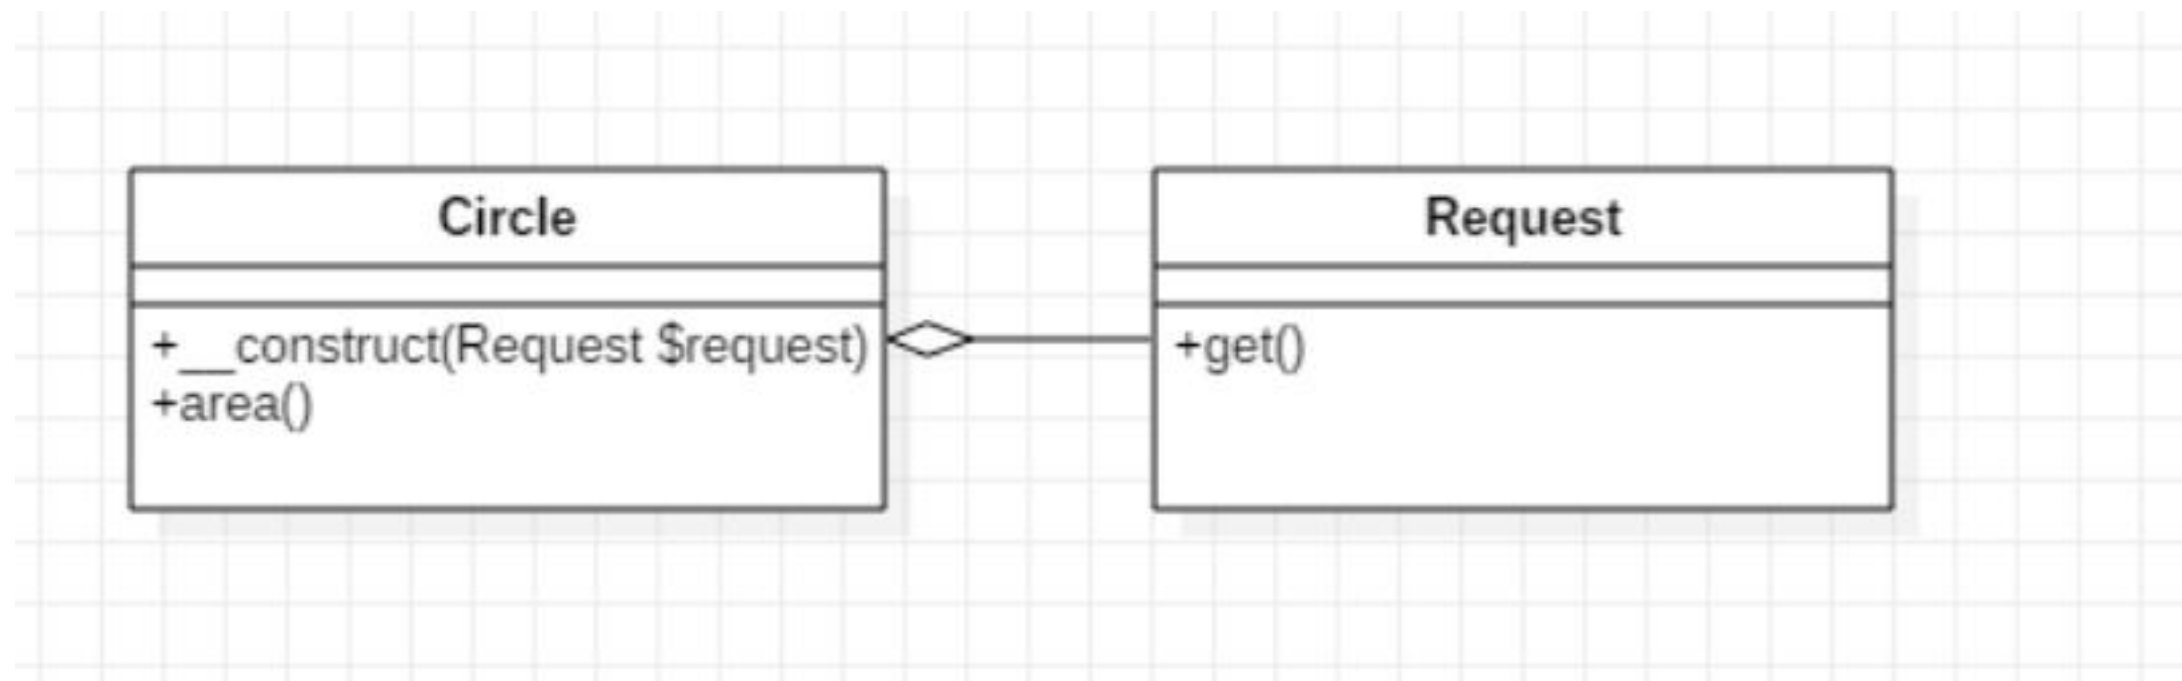 Circle
+__construct(Request $request)
+area()
Request
+get()